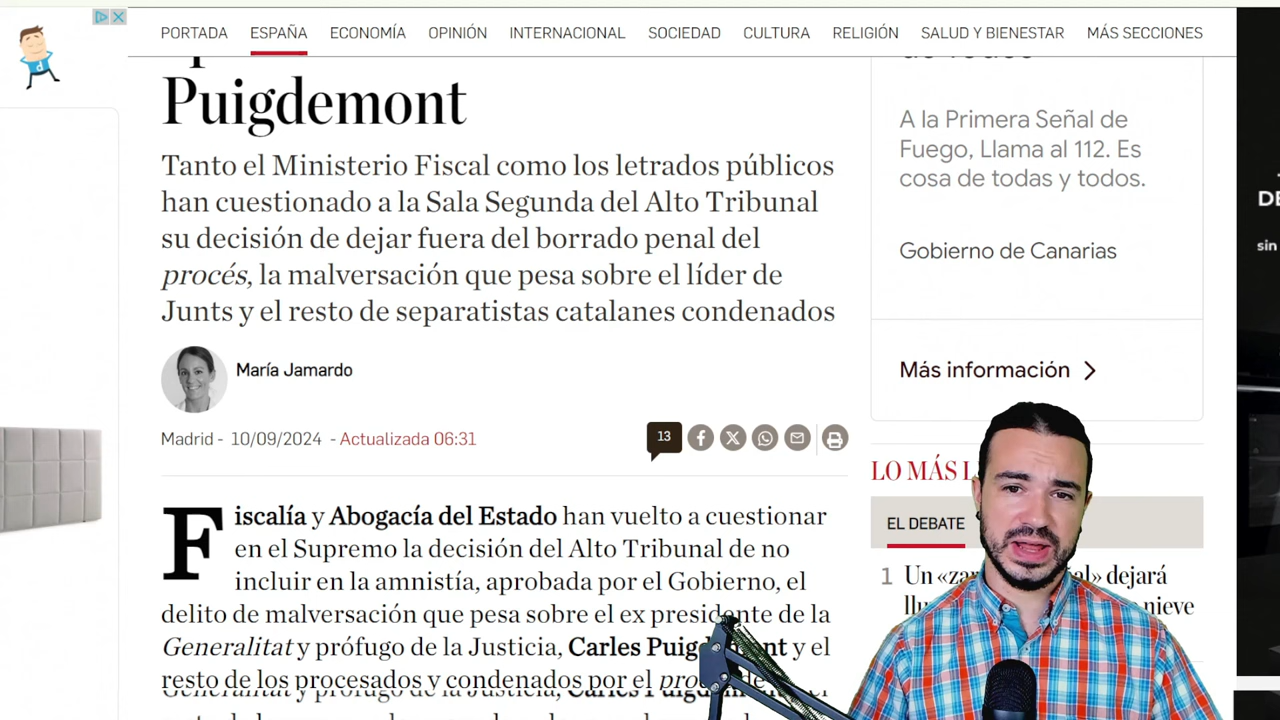 PORTADA ESPAÑA ECONOMÍA OPINIÓN INTERNACIONAL SOCIEDAD CULTURA RELIGIÓN SALUD Y BIENESTAR MÁS SECCIONES
Puigdemont
Tanto el Ministerio Fiscal como los letrados públicos
han cuestionado a la Sala Segunda del Alto Tribunal
su decisión de dejar fuera del borrado penal del
procés, la malversación que pesa sobre el líder de
Junts y el resto de separatistas catalanes condenados
María Jamardo
Madrid - 10/09/2024 - Actualizada 06:31
13
Fiscalía y Abogacía del Estado han vuelto a cuestionar
en el Supremo la decisión del Alto Tribunal de no
incluir en la amnistía, aprobada por el Gobierno, el
delito de malversación que pesa sobre el ex presidente de la
Generalitat y prófugo de la Justicia, Carles Puigdemont y el
resto de los procesados y condenados por el
A la Primera Señal de
Fuego, Llama al 112. Es
cosa de todas y todos.
Gobierno de Canarias
Más información
LO MÁS
EL DEBATE
1 Un dejará
nieve
DE
sin